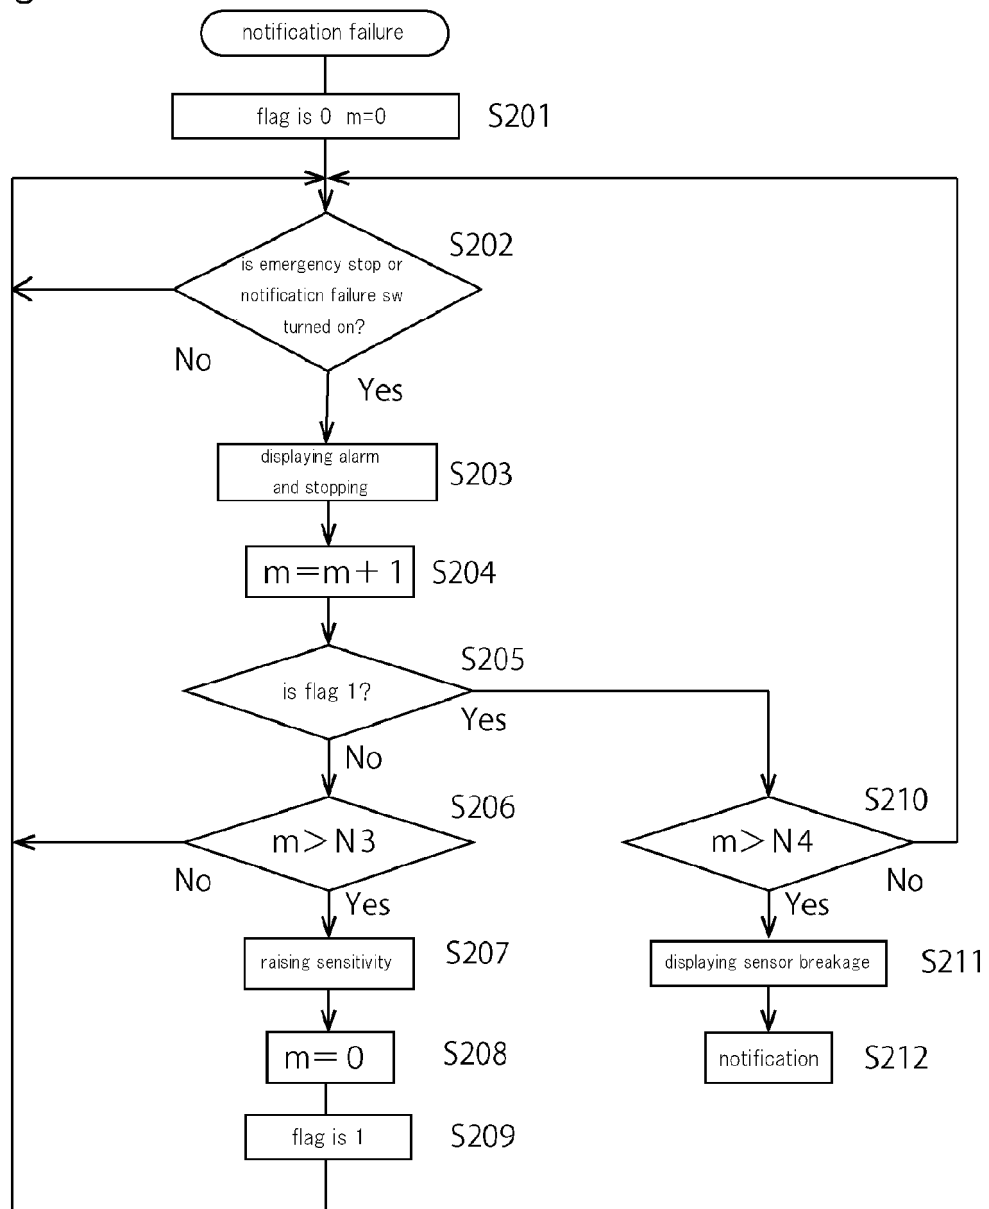 notification failure
flag is 0 m=0
S201
S202
is emergency stop or
notification failure sw
turned on?
No
Yes
displaying alarm
and stopping
S203
m=m+1
S204
S205
is flag 1?
Yes
No
S206
m>N3
No
Yes
S210
m>N4
No
Yes
raising sensitivity
S207
displaying sensor breakage
S211
m=0
S208
notification
S212
flag is 1
S209